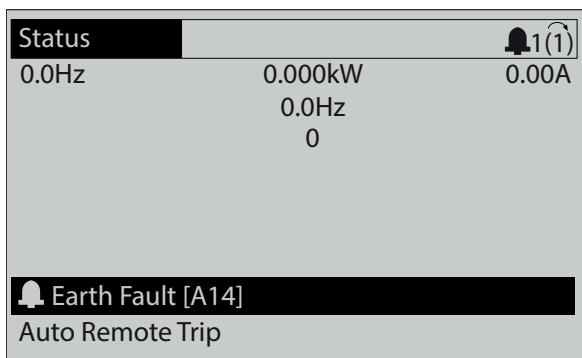 Status 1(1)
0.0Hz 0.000kW 0.00A
0.0Hz
0
Earth Fault [A14]
Auto Remote Trip